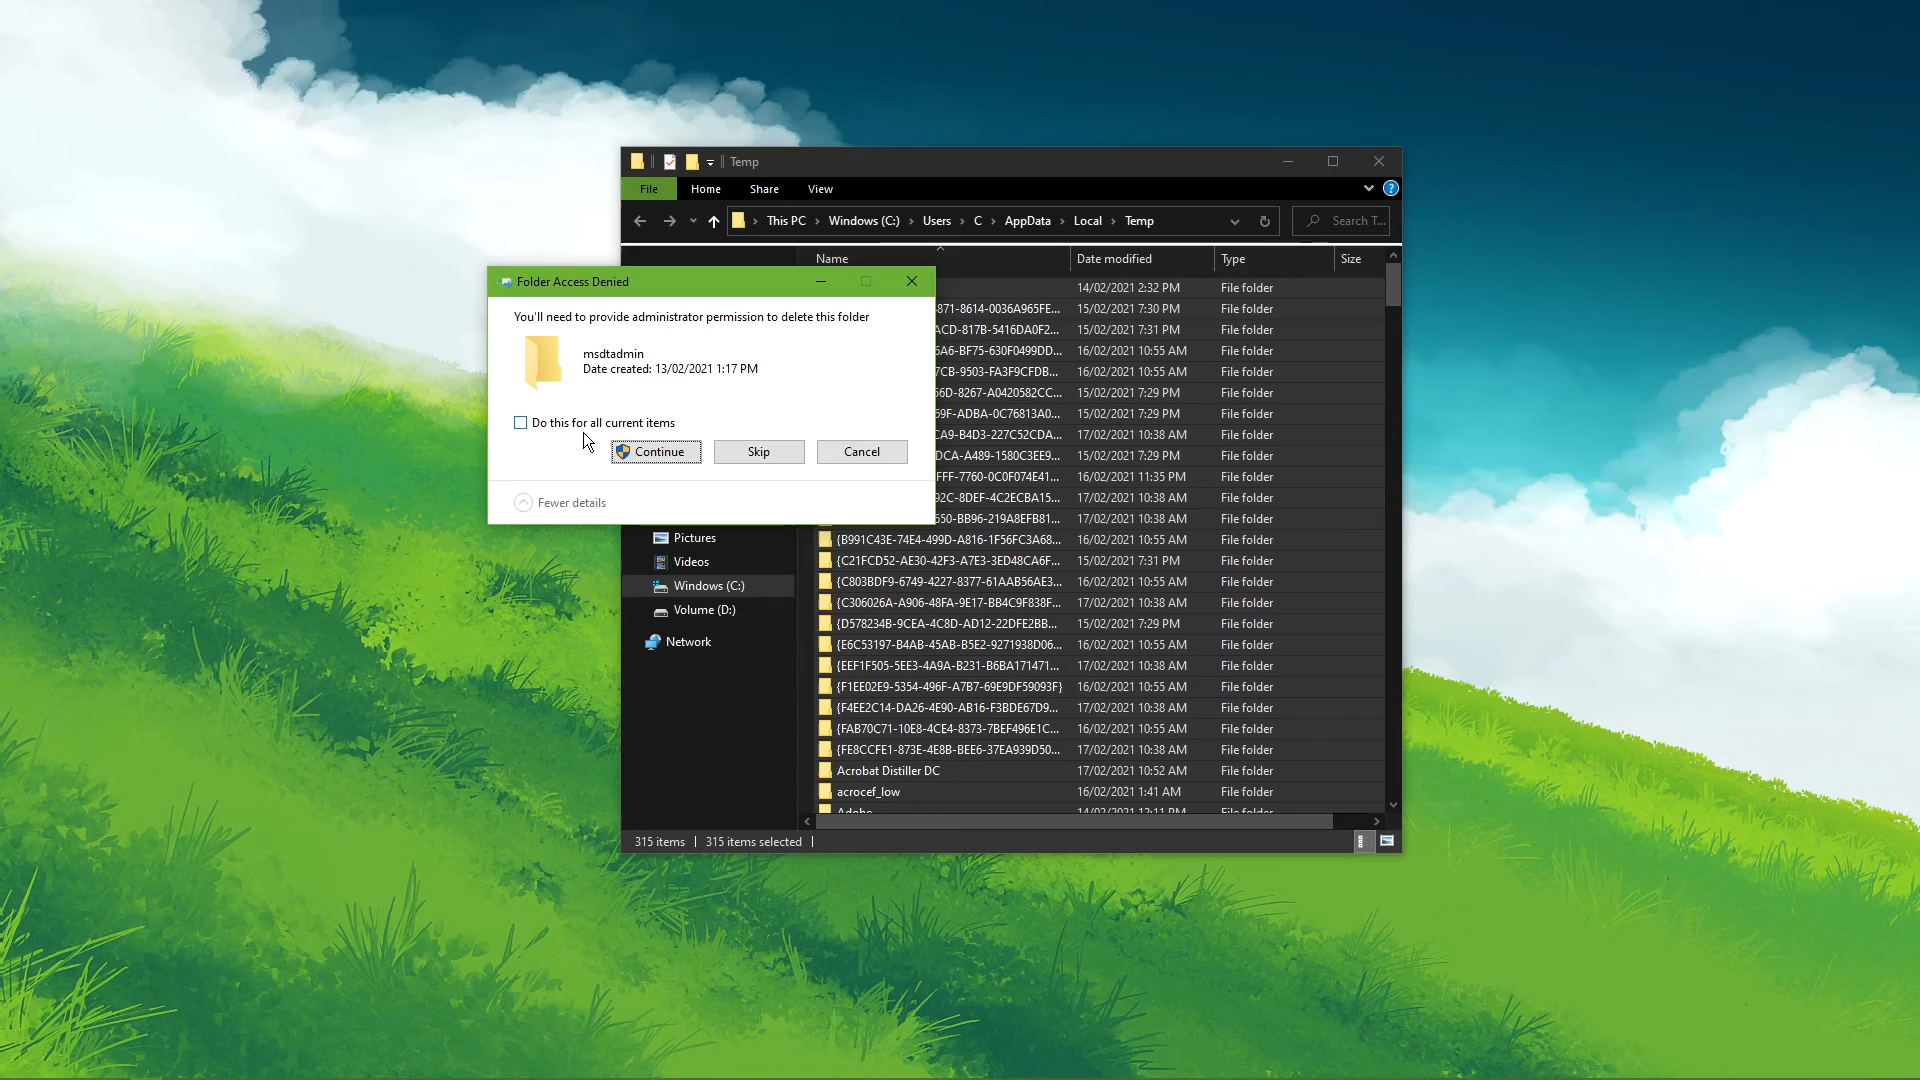 Temp
File Home Share View
This PC > Windows (C:) > Users > C > AppData > Local > Temp
Search T...
Name Date modified Type Size
14/02/2021 2:32 PM File folder
871-8614-0036A965FE... 15/02/2021 7:30 PM File folder
ACD-817B-5416DA0F2... 15/02/2021 7:31 PM File folder
6A6-BF75-630F0499DD... 16/02/2021 10:55 AM File folder
7CB-9503-FA3F9CFDB... 16/02/2021 10:55 AM File folder
66D-8267-A0420582CC... 15/02/2021 7:29 PM File folder
69F-ADBA-0C76813A0... 15/02/2021 7:29 PM File folder
CA9-B4D3-227C52CDA... 17/02/2021 10:38 AM File folder
DCA-A489-1580C3EE9... 15/02/2021 7:29 PM File folder
FFF-7760-0C0F074E41... 16/02/2021 11:35 PM File folder
92C-8DEF-4C2ECBA15... 17/02/2021 10:38 AM File folder
650-BB96-219A8EFB81... 17/02/2021 10:38 AM File folder
{B991C43E-74E4-499D-A816-1F56FC3A68... 16/02/2021 10:55 AM File folder
{C21FCD52-AE30-42F3-A7E3-3ED48CA6F... 15/02/2021 7:31 PM File folder
{C803BDF9-6749-4227-8377-61AAB56AE3... 16/02/2021 10:55 AM File folder
{C306026A-A906-48FA-9E17-BB4C9F838F... 17/02/2021 10:38 AM File folder
{D578234B-9CEA-4C8D-AD12-22DFE2BB... 15/02/2021 7:29 PM File folder
{E6C53197-B4AB-45AB-B5E2-9271938D06... 16/02/2021 10:55 AM File folder
{EEF1F505-5EE3-4A9A-B231-B6BA171471... 17/02/2021 10:38 AM File folder
{F1EE02E9-5354-496F-A7B7-69E9DF59093F} 16/02/2021 10:55 AM File folder
{F4EE2C14-DA26-4E90-AB16-F3BDE67D9... 17/02/2021 10:38 AM File folder
{FAB70C71-10E8-4CE4-8373-7BEF496E1C... 16/02/2021 10:55 AM File folder
{FE8CCFE1-873E-4E8B-BEE6-37EA939D50... 17/02/2021 10:38 AM File folder
Acrobat Distiller DC 17/02/2021 10:52 AM File folder
acrocef_low 16/02/2021 1:41 AM File folder
Adobe 14/02/2021 12:11 PM File folder
Folder Access Denied
You'll need to provide administrator permission to delete this folder
msdtadmin
Date created: 13/02/2021 1:17 PM
Do this for all current items
Continue Skip Cancel
Fewer details
Pictures
Videos
Windows (C:)
Volume (D:)
Network
315 items 315 items selected